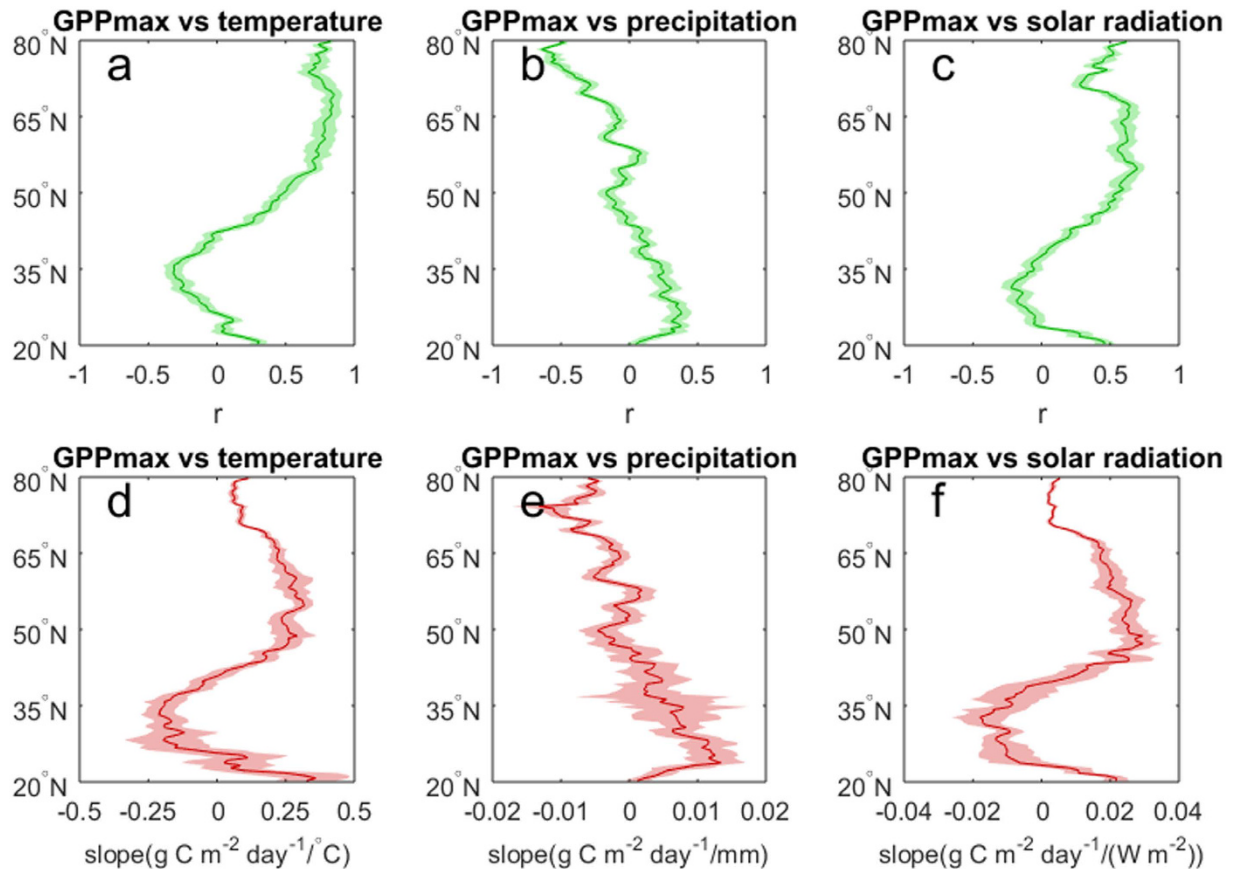 GPPmax vs temperature
a
80°N
65°N
50°N
35°N
20°N
-1 -0.5 0 0.5 1
r
GPPmax vs precipitation
b
80°N
65°N
50°N
35°N
20°N
-1 -0.5 0 0.5 1
r
GPPmax vs solar radiation
c
80°N
65°N
50°N
35°N
20°N
-1 -0.5 0 0.5 1
r
GPPmax vs temperature
d
80°N
65°N
50°N
35°N
20°N
-0.5 -0.25 0 0.25 0.5
slope(g C m⁻² day⁻¹/°C)
GPPmax vs precipitation
e
80°N
65°N
50°N
35°N
20°N
-0.02 -0.01 0 0.01 0.02
slope(g C m⁻² day⁻¹/mm)
GPPmax vs solar radiation
f
80°N
65°N
50°N
35°N
20°N
-0.04 -0.02 0 0.02 0.04
slope(g C m⁻² day⁻¹/(W m⁻²))